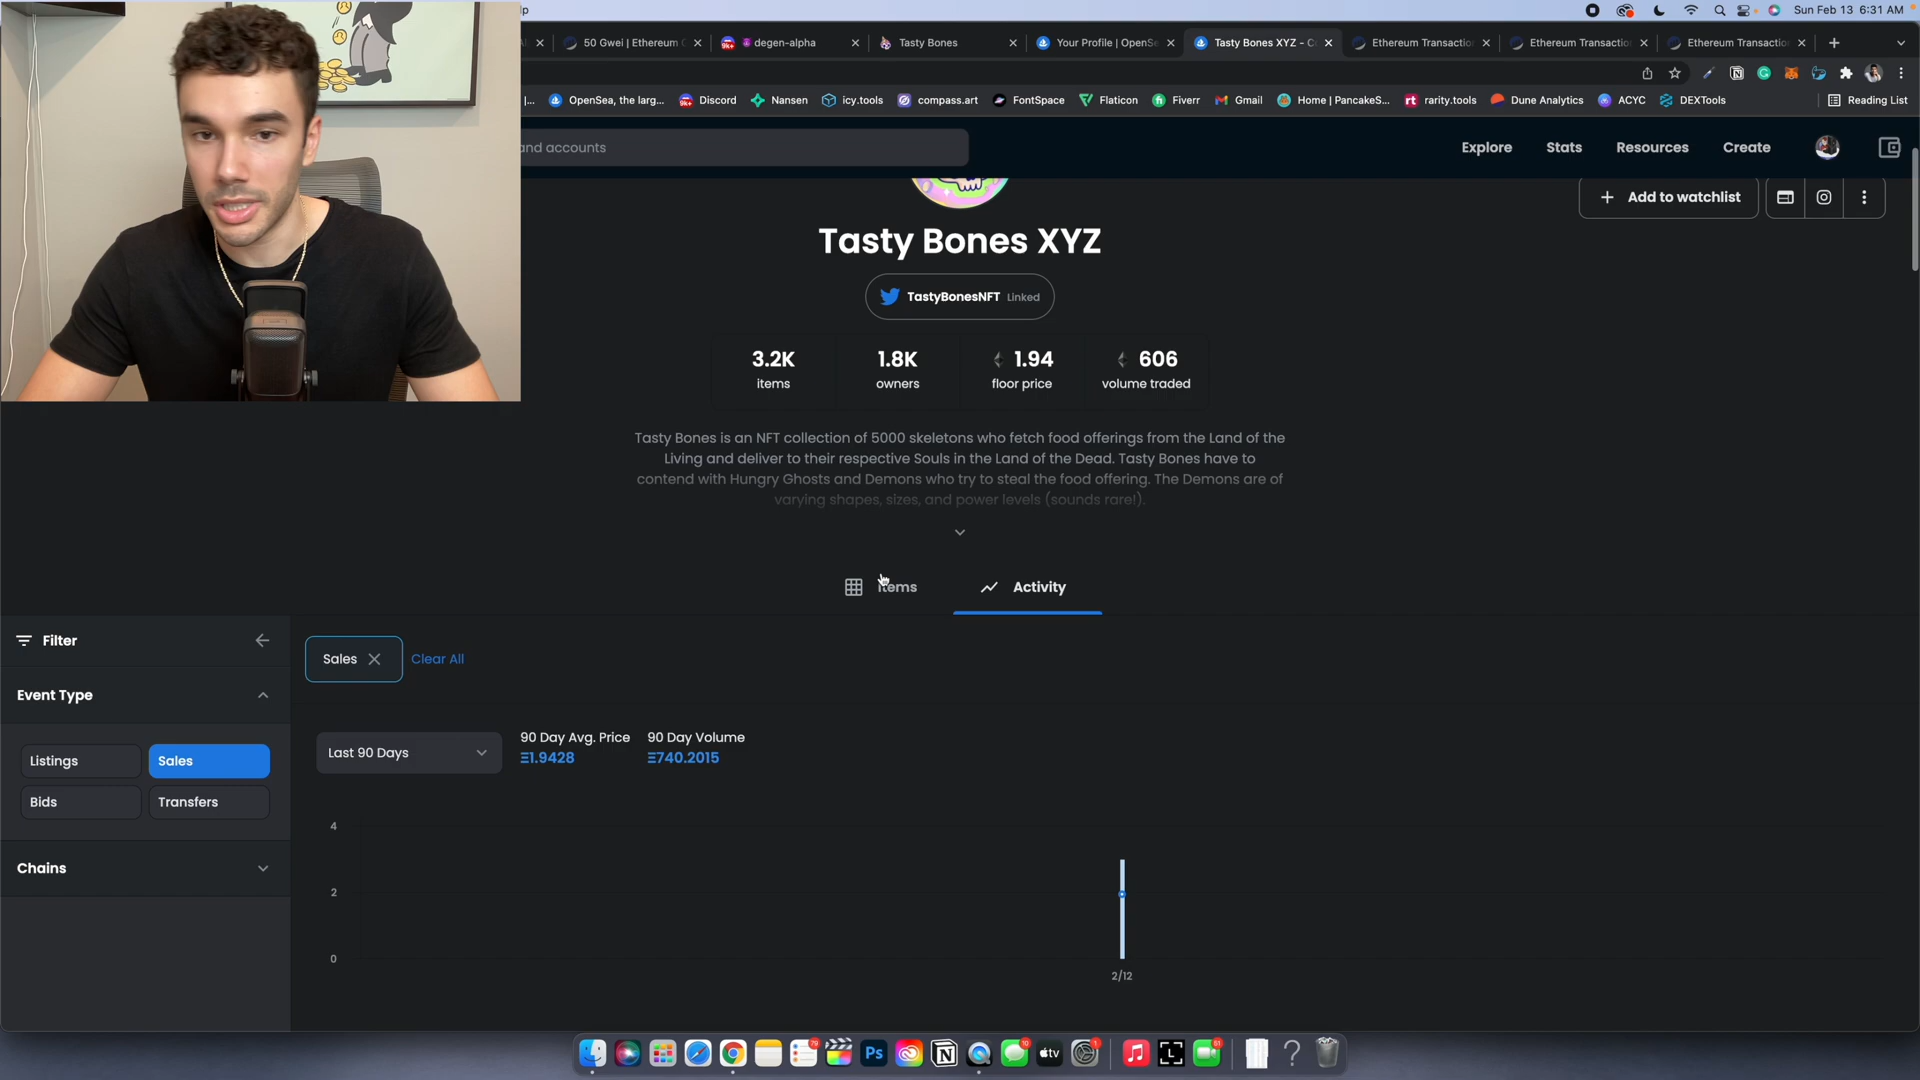 lp
Sun Feb 13 6:31 AM
50 Gwei | Ethereum G
degen-alpha
Tasty Bones
Your Profile | OpenSe
Tasty Bones XYZ - Co
Ethereum Transactio
Ethereum Transactio
Ethereum Transactio
|...
OpenSea, the larg...
Discord
Nansen
icy.tools
compass.art
FontSpace
Flaticon
Fiverr
Gmail
Home | PancakeS...
rarity.tools
Dune Analytics
ACYC
DEXTools
Reading List
and accounts
Explore
Stats
Resources
Create
Add to watchlist
Tasty Bones XYZ
TastyBonesNFT Linked
3.2K
1.8K
1.94
606
items
owners
floor price
volume traded
Tasty Bones is an NFT collection of 5000 skeletons who fetch food offerings from the Land of the
Living and deliver to their respective Souls in the Land of the Dead. Tasty Bones have to
contend with Hungry Ghosts and Demons who try to steal the food offering. The Demons are of
varying shapes, sizes, and power levels (sounds rare!).
Items
Activity
Filter
Sales
Clear All
Event Type
Listings
Sales
Bids
Transfers
Chains
Last 90 Days
90 Day Avg. Price
Ξ1.9428
90 Day Volume
Ξ740.2015
4
2
0
2/12